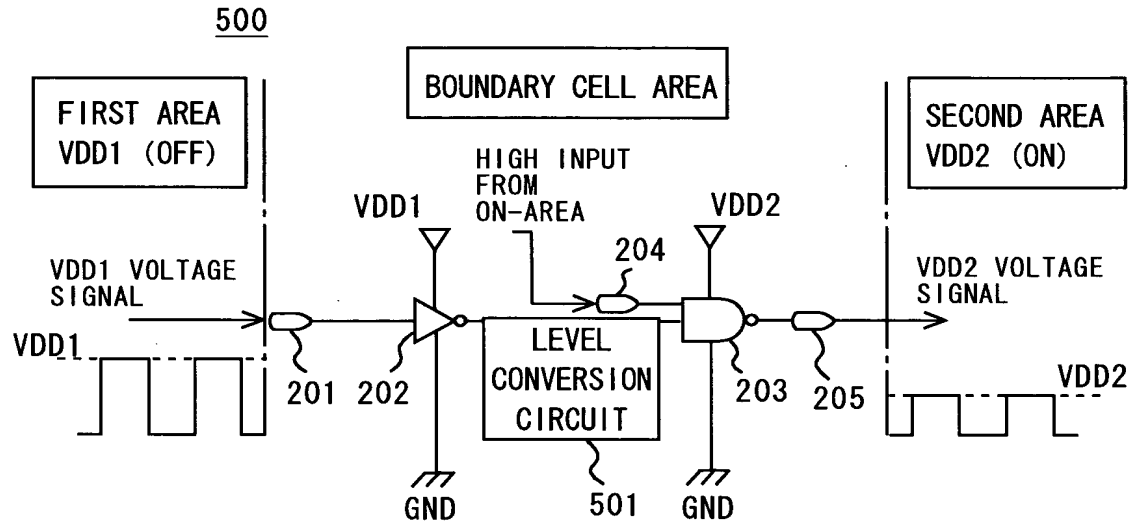 500
FIRST AREA
VDD1 (OFF)
BOUNDARY CELL AREA
SECOND AREA
VDD2 (ON)
HIGH INPUT
FROM
ON-AREA
VDD1
VDD2
204
VDD1 VOLTAGE
SIGNAL
VDD2 VOLTAGE
SIGNAL
VDD1
201
202
LEVEL
CONVERSION
CIRCUIT
203
205
VDD2
GND
501
GND